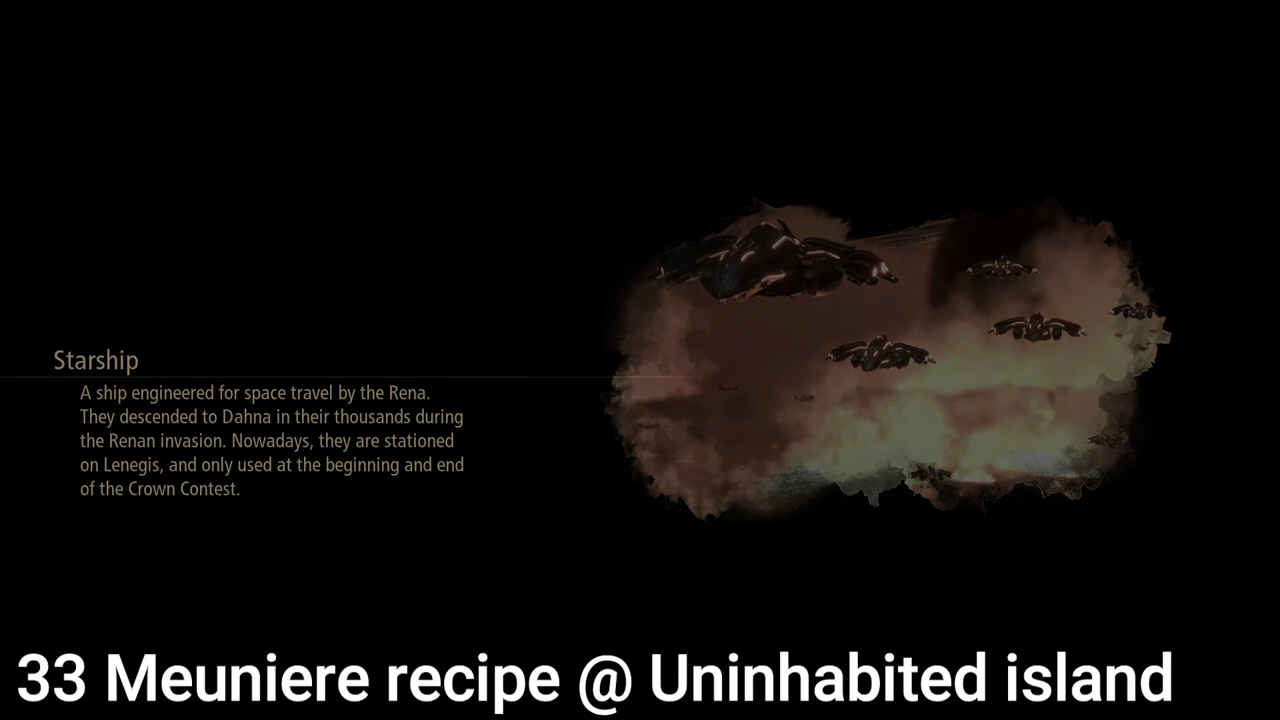 Starship
A ship engineered for space travel by the Rena.
They descended to Dahna in their thousands during
the Renan invasion. Nowadays, they are stationed
on Lenegis, and only used at the beginning and end
of the Crown Contest.
33 Meuniere recipe @ Uninhabited island